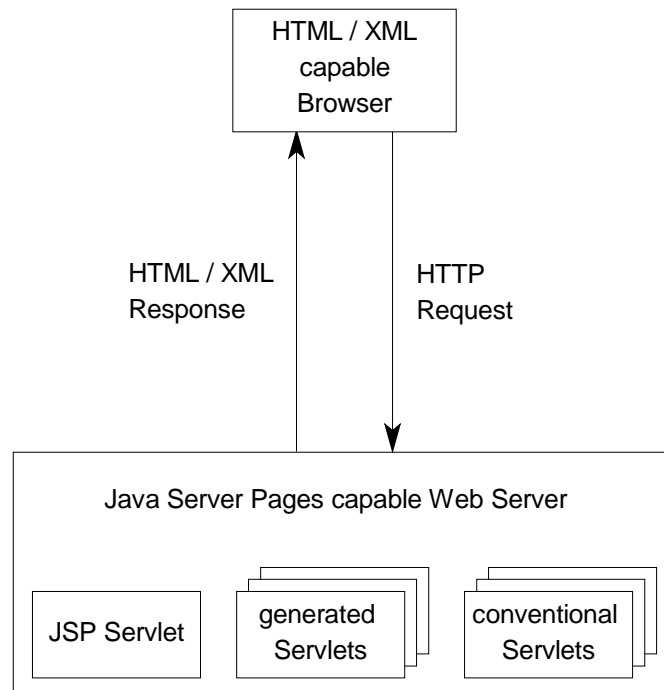 HTML / XML
capable
Browser
HTML / XML
Response
HTTP
Request
Java Server Pages capable Web Server
JSP Servlet
generated
Servlets
conventional
Servlets